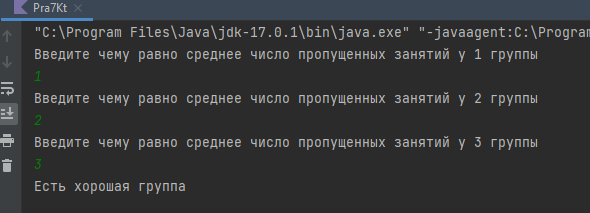 Pra7Kt
"C:\Program Files\Java\jdk-17.0.1\bin\java.exe" "-javaagent:C:\Program
Введите чему равно среднее число пропущенных занятий у 1 группы
1
Введите чему равно среднее число пропущенных занятий у 2 группы
2
Введите чему равно среднее число пропущенных занятий у 3 группы
3
Есть хорошая группа